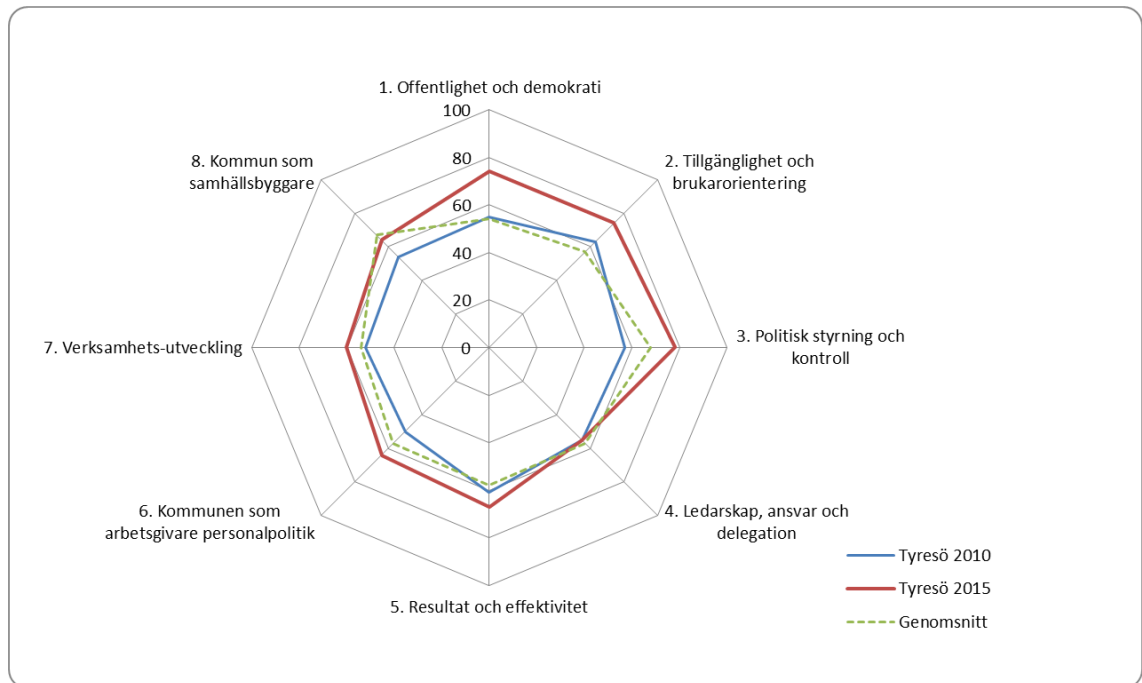 1. Offentlighet och demokrati
100
80
60
40
20
0
2. Tillgänglighet och
brukarorientering
3. Politisk styrning och
kontroll
4. Ledarskap, ansvar och
delegation
5. Resultat och effektivitet
6. Kommunen som
arbetsgivare personalpolitik
7. Verksamhets-utveckling
8. Kommun som
samhällsbyggare
Tyresö 2010
Tyresö 2015
Genomsnitt